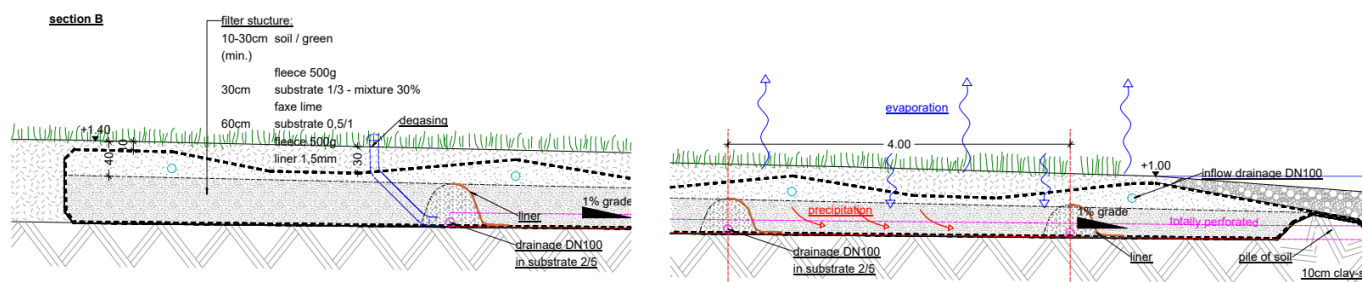 section B
filter stucture:
10-30cm soil / green
(min.)
fleece 500g
30cm substrate 1/3 - mixture 30%
faxe lime
60cm substrate 0,5/1
fleece 500g
liner 1,5mm
degasing
+1.40
40
10
30
1% grade
liner
drainage DN100
in substrate 2/5
evaporation
4.00
+1.00
inflow drainage DN100
precipitation
1% grade
totally perforated
drainage DN100
in substrate 2/5
liner
pile of soil
10cm clay-s